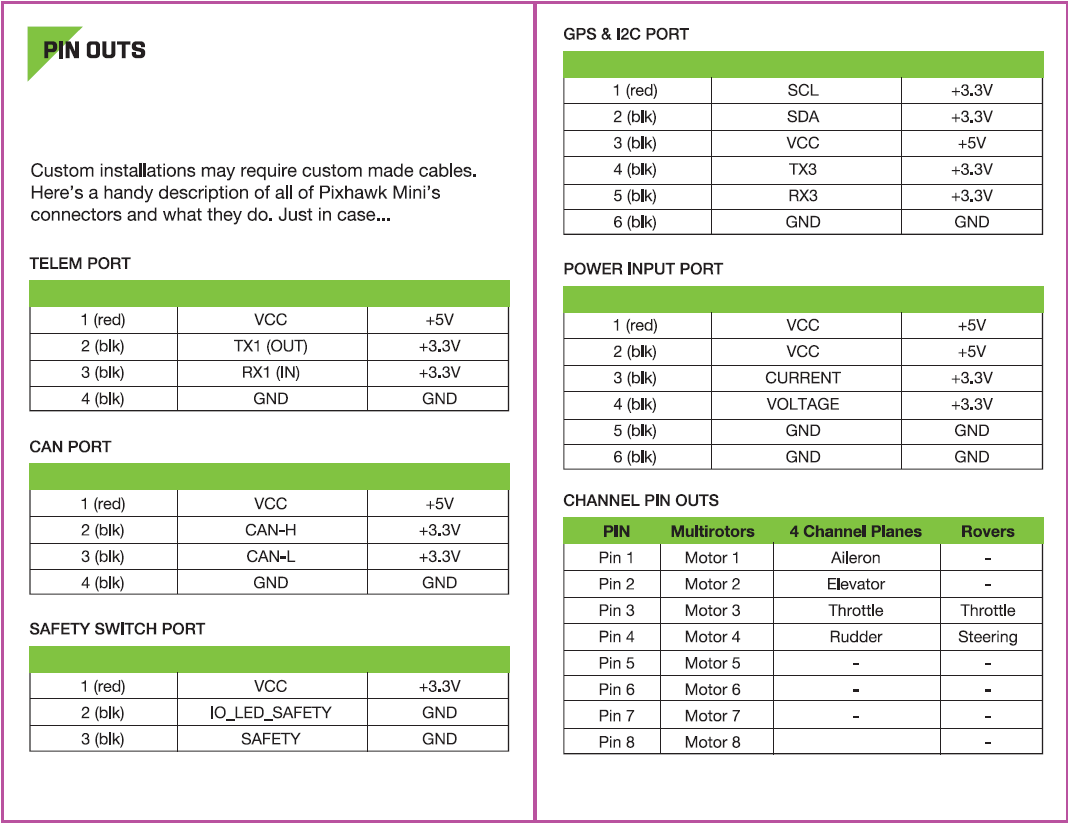 PIN OUTS
Custom installations may require custom made cables.
Here's a handy description of all of Pixhawk Mini's
connectors and what they do. Just in case...
TELEM PORT
1 (red) VCC +5V
2 (blk) TX1 (OUT) +3.3V
3 (blk) RX1 (IN) +3.3V
4 (blk) GND GND
CAN PORT
1 (red) VCC +5V
2 (blk) CAN-H +3.3V
3 (blk) CAN-L +3.3V
4 (blk) GND GND
SAFETY SWITCH PORT
1 (red) VCC +3.3V
2 (blk) IO_LED_SAFETY GND
3 (blk) SAFETY GND
GPS & I2C PORT
1 (red) SCL +3.3V
2 (blk) SDA +3.3V
3 (blk) VCC +5V
4 (blk) TX3 +3.3V
5 (blk) RX3 +3.3V
6 (blk) GND GND
POWER INPUT PORT
1 (red) VCC +5V
2 (blk) VCC +5V
3 (blk) CURRENT +3.3V
4 (blk) VOLTAGE +3.3V
5 (blk) GND GND
6 (blk) GND GND
CHANNEL PIN OUTS
PIN Multirotors 4 Channel Planes Rovers
Pin 1 Motor 1 Aileron -
Pin 2 Motor 2 Elevator -
Pin 3 Motor 3 Throttle Throttle
Pin 4 Motor 4 Rudder Steering
Pin 5 Motor 5 - -
Pin 6 Motor 6 - -
Pin 7 Motor 7 - -
Pin 8 Motor 8 -